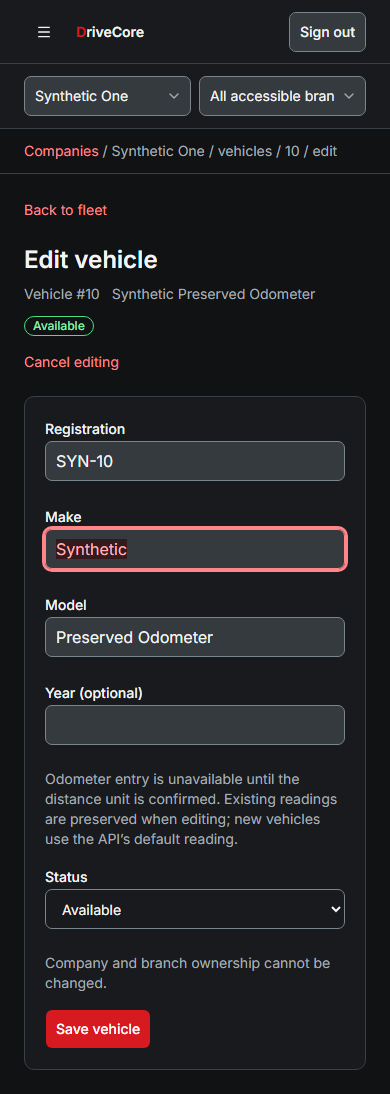 DriveCore
Sign out
Synthetic One
All accessible bran
Companies / Synthetic One / vehicles / 10 / edit
Back to fleet
Edit vehicle
Vehicle #10 Synthetic Preserved Odometer
Available
Cancel editing
Registration
SYN-10
Make
Synthetic
Model
Preserved Odometer
Year (optional)
Odometer entry is unavailable until the
distance unit is confirmed. Existing readings
are preserved when editing; new vehicles
use the API’s default reading.
Status
Available
Company and branch ownership cannot be
changed.
Save vehicle